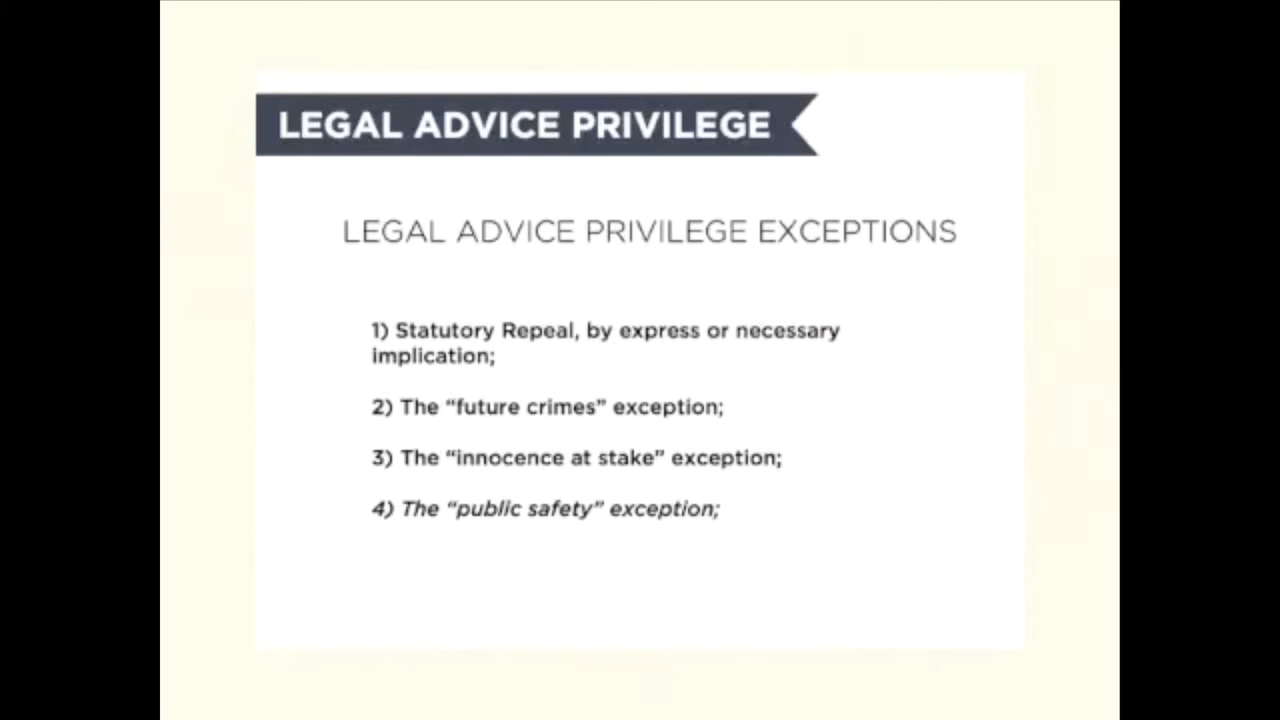 LEGAL ADVICE PRIVILEGE
LEGAL ADVICE PRIVILEGE EXCEPTIONS
1) Statutory Repeal, by express or necessary
implication;
2) The “future crimes” exception;
3) The “innocence at stake” exception;
4) The “public safety” exception;